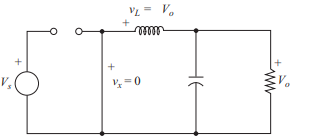 v_L = V_o
+
+
V_s
+
v_x = 0
+
V_o